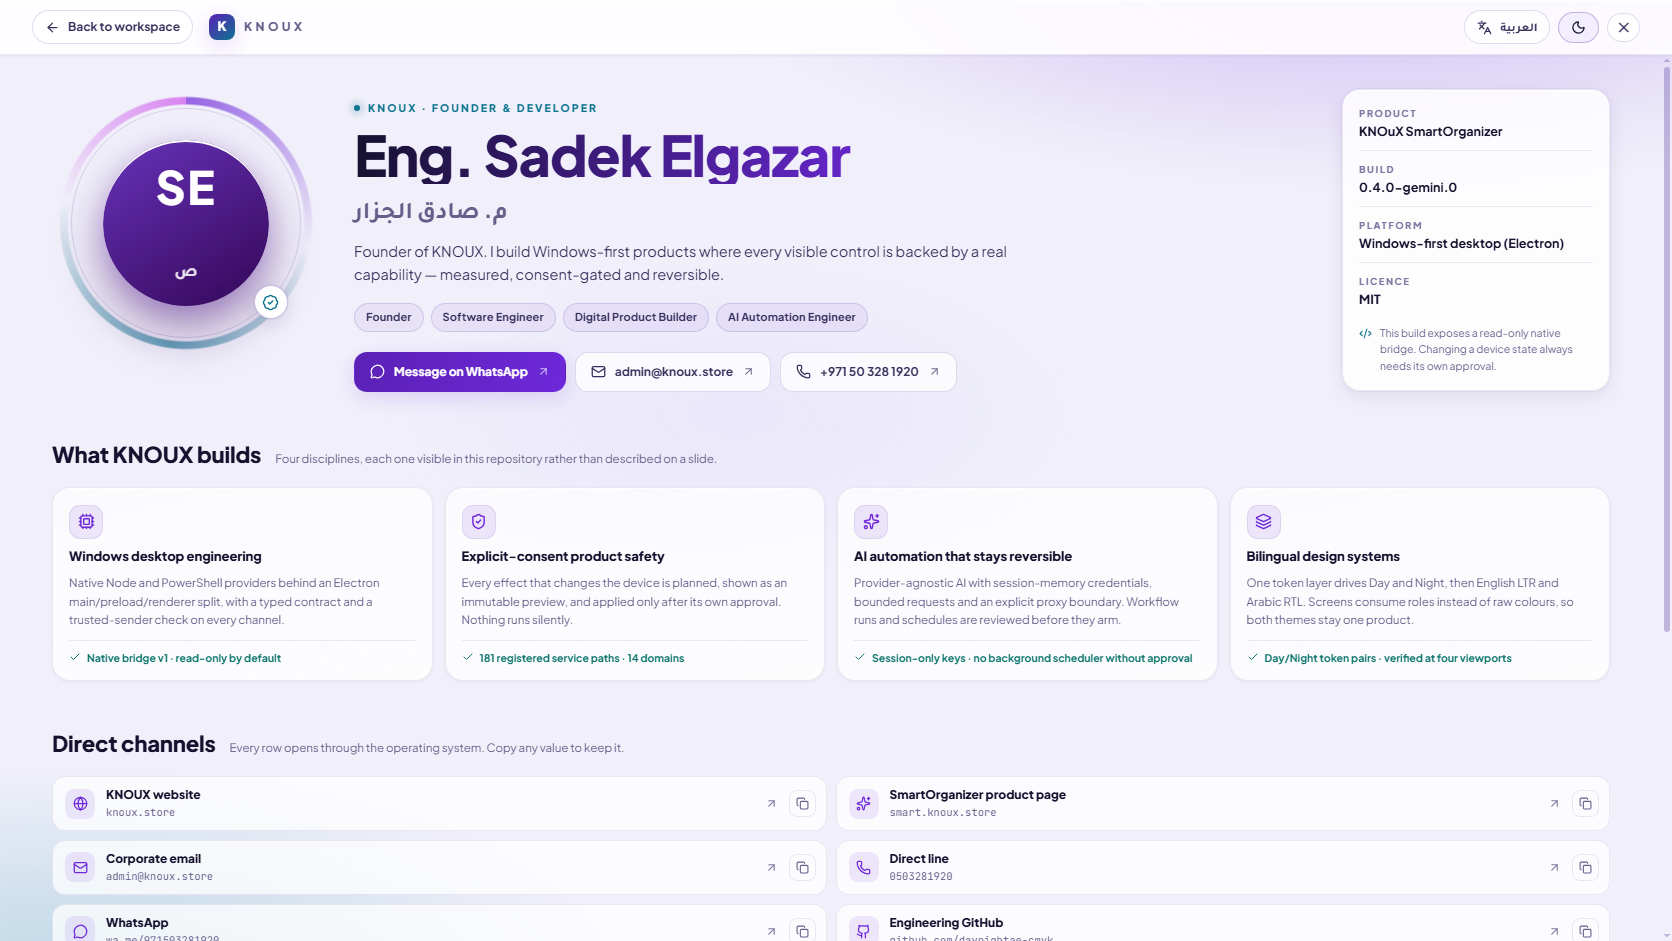 Back to workspace
K
KNOUX
العربية
SE
ص
KNOUX · FOUNDER & DEVELOPER
Eng. Sadek Elgazar
م. صادق الجزار
Founder of KNOUX. I build Windows-first products where every visible control is backed by a real
capability — measured, consent-gated and reversible.
Founder
Software Engineer
Digital Product Builder
AI Automation Engineer
Message on WhatsApp
admin@knoux.store
+971 50 328 1920
PRODUCT
KNOuX SmartOrganizer
BUILD
0.4.0-gemini.0
PLATFORM
Windows-first desktop (Electron)
LICENCE
MIT
This build exposes a read-only native
bridge. Changing a device state always
needs its own approval.
What KNOUX builds
Four disciplines, each one visible in this repository rather than described on a slide.
Windows desktop engineering
Native Node and PowerShell providers behind an Electron
main/preload/renderer split, with a typed contract and a
trusted-sender check on every channel.
Native bridge v1 · read-only by default
Explicit-consent product safety
Every effect that changes the device is planned, shown as an
immutable preview, and applied only after its own approval.
Nothing runs silently.
181 registered service paths · 14 domains
AI automation that stays reversible
Provider-agnostic AI with session-memory credentials,
bounded requests and an explicit proxy boundary. Workflow
runs and schedules are reviewed before they arm.
Session-only keys · no background scheduler without approval
Bilingual design systems
One token layer drives Day and Night, then English LTR and
Arabic RTL. Screens consume roles instead of raw colours, so
both themes stay one product.
Day/Night token pairs · verified at four viewports
Direct channels
Every row opens through the operating system. Copy any value to keep it.
KNOUX website
knoux.store
SmartOrganizer product page
smart.knoux.store
Corporate email
admin@knoux.store
Direct line
0503281920
WhatsApp
wa.me/971503281920
Engineering GitHub
github.com/daynightae-cmyk